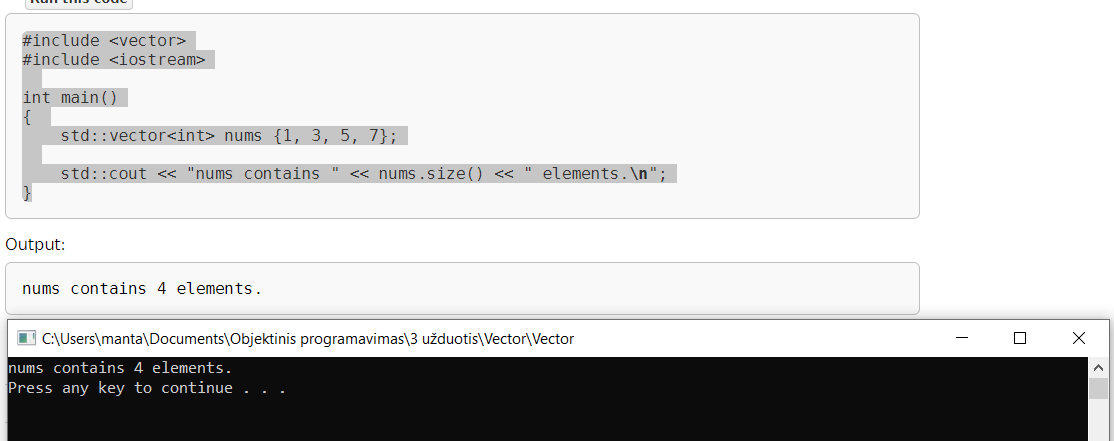 Run this code
#include <vector>
#include <iostream>
int main()
{
    std::vector<int> nums {1, 3, 5, 7};
    std::cout << "nums contains " << nums.size() << " elements.\n";
}
Output:
nums contains 4 elements.
C:\Users\manta\Documents\Objektinis programavimas\3 užduotis\Vector\Vector
nums contains 4 elements.
Press any key to continue . . .